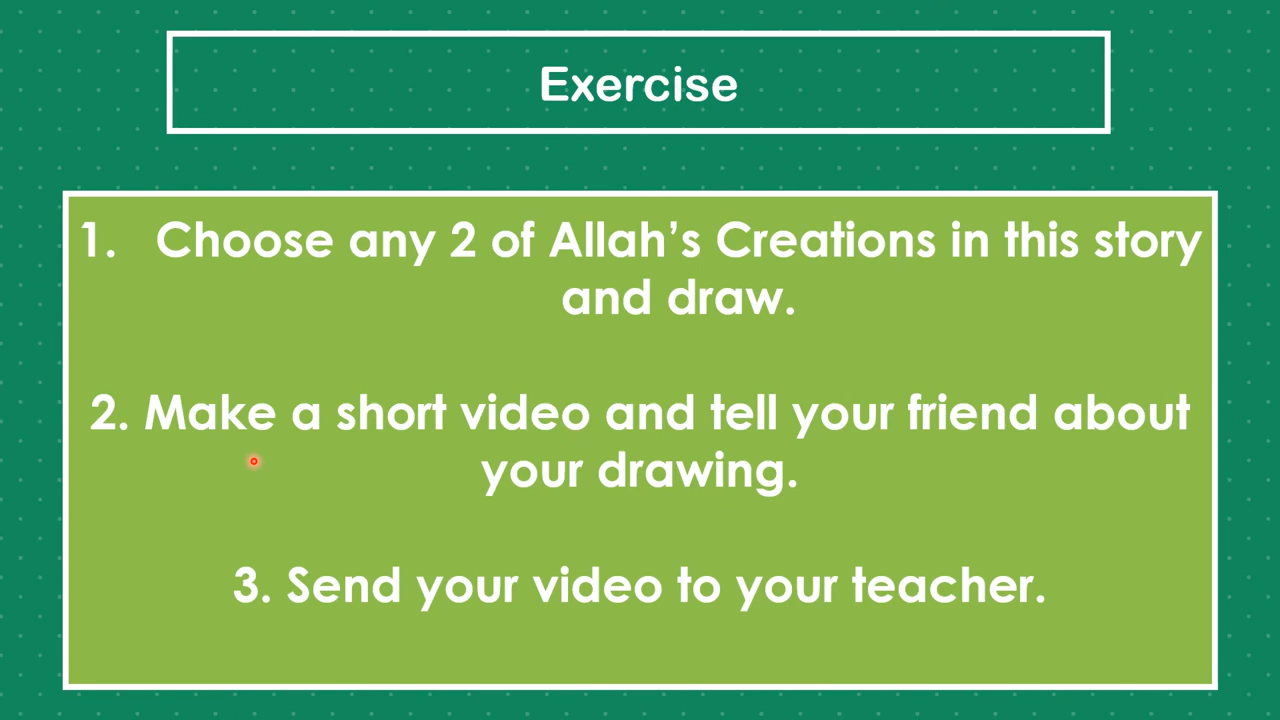 Exercise
1. Choose any 2 of Allah’s Creations in this story
and draw.
2. Make a short video and tell your friend about
your drawing.
3. Send your video to your teacher.